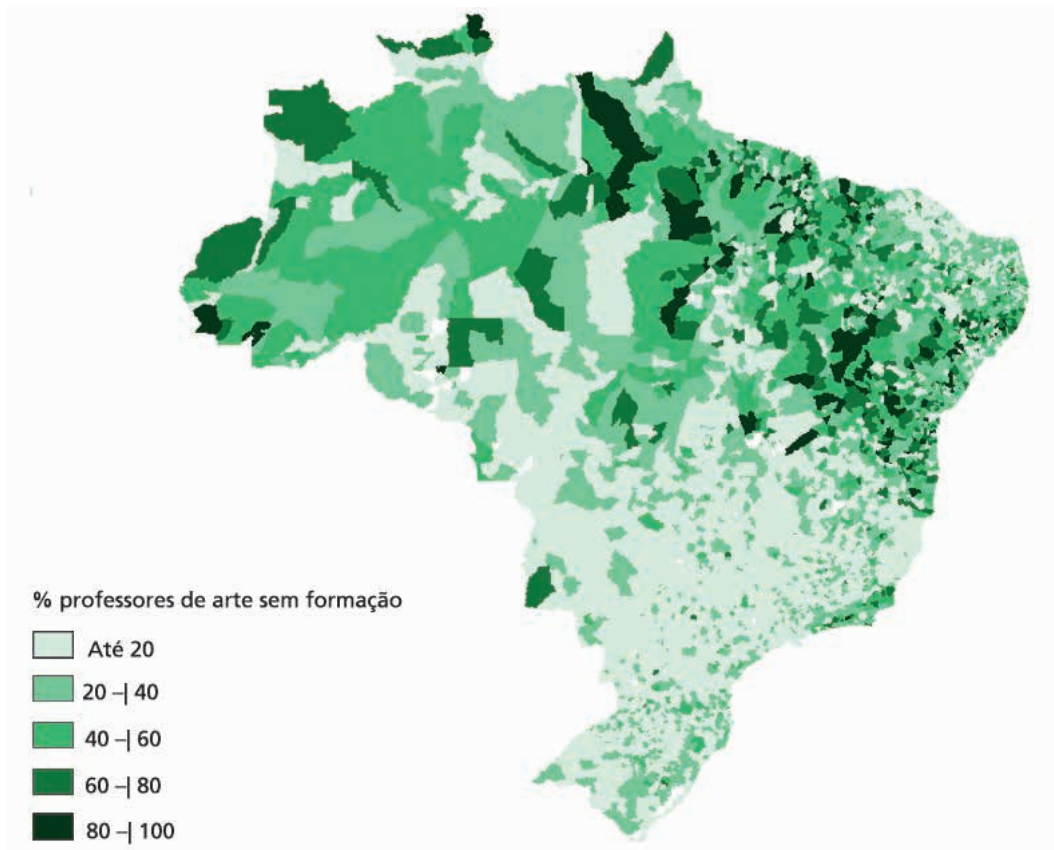 % professores de arte sem formação
Até 20
20 –| 40
40 –| 60
60 –| 80
80 –| 100